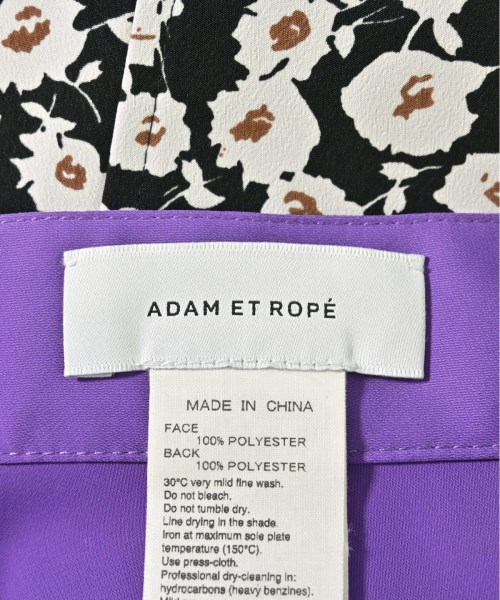 ADAM ET ROPÉ
MADE IN CHINA
FACE
100% POLYESTER
BACK
100% POLYESTER
30°C very mild fine wash.
Do not bleach.
Do not tumble dry.
Line drying in the shade.
Iron at maximum sole plate
temperature (150°C).
Use press-cloth.
Professional dry-cleaning in:
hydrocarbons (heavy benzines).